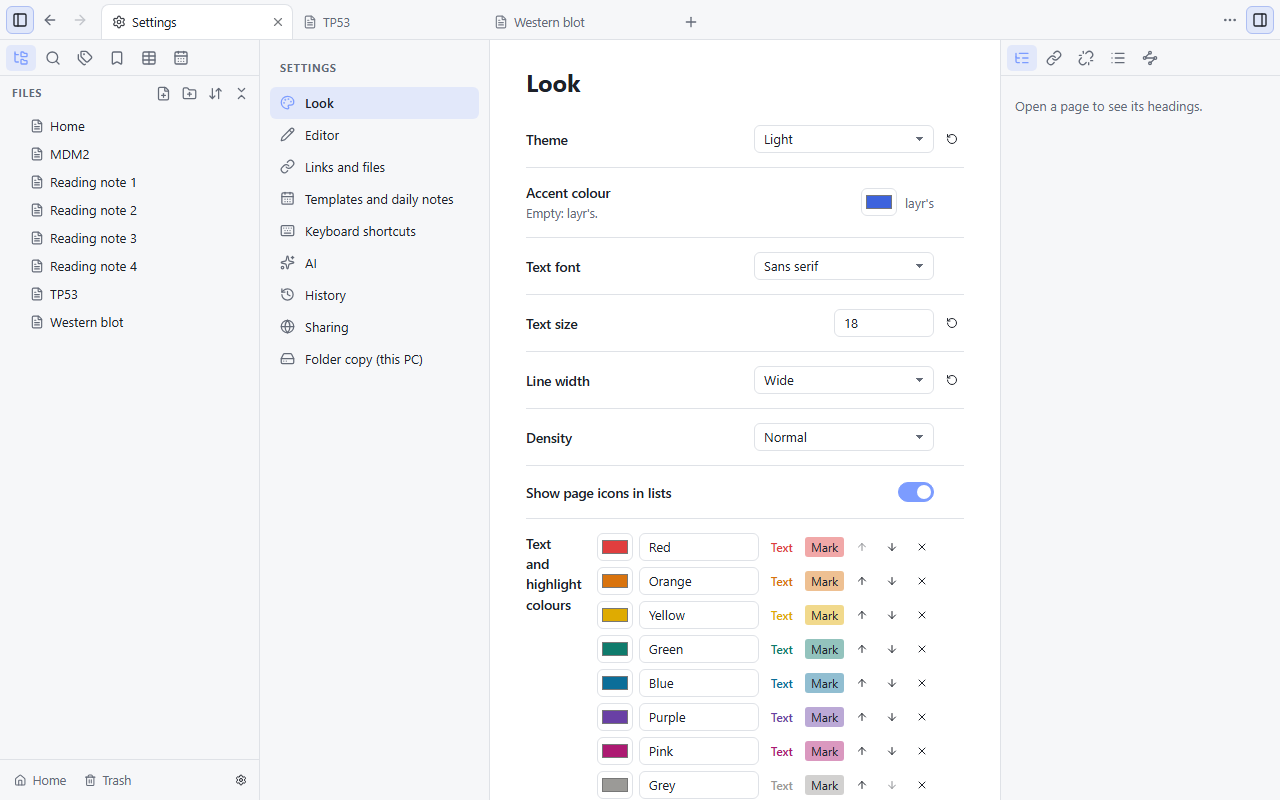 Settings
TP53
Western blot
FILES
Home
MDM2
Reading note 1
Reading note 2
Reading note 3
Reading note 4
TP53
Western blot
Home
Trash
SETTINGS
Look
Editor
Links and files
Templates and daily notes
Keyboard shortcuts
AI
History
Sharing
Folder copy (this PC)
Look
Theme
Light
Accent colour
Empty: layr's.
layr's
Text font
Sans serif
Text size
18
Line width
Wide
Density
Normal
Show page icons in lists
Text
and
highlight
colours
Red Text Mark
Orange Text Mark
Yellow Text Mark
Green Text Mark
Blue Text Mark
Purple Text Mark
Pink Text Mark
Grey Text Mark
Open a page to see its headings.